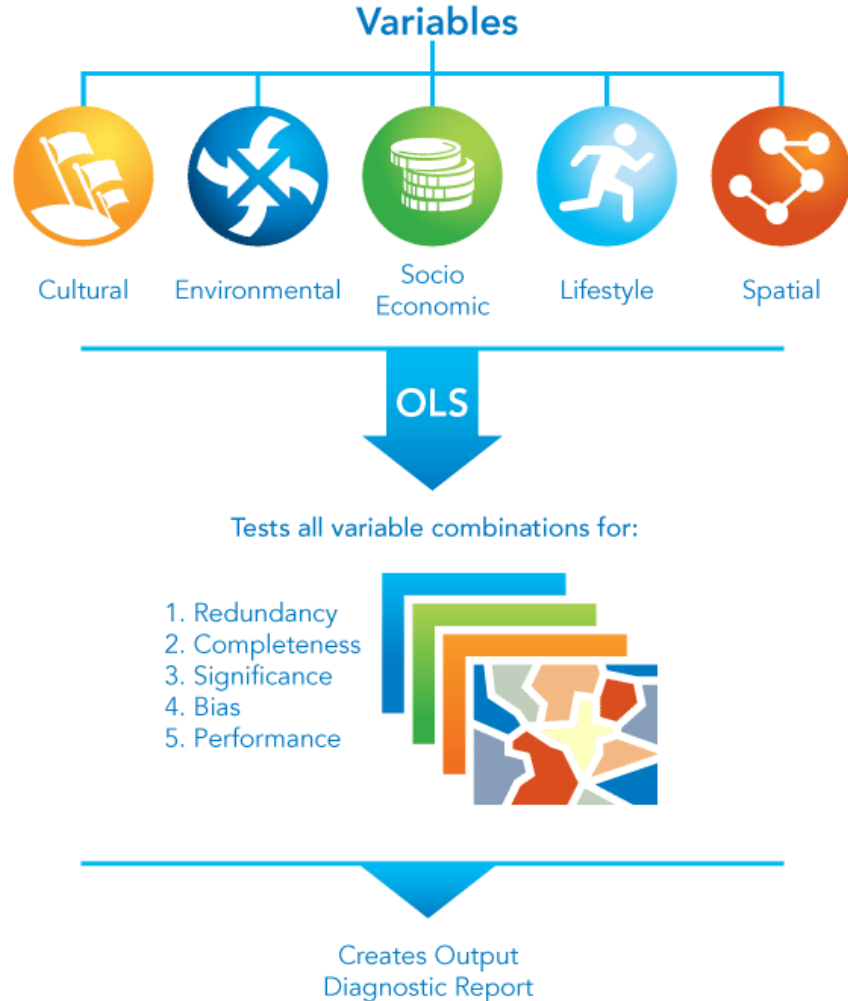 Variables
Cultural
Environmental
Socio
Economic
Lifestyle
Spatial
OLS
Tests all variable combinations for:
1. Redundancy
2. Completeness
3. Significance
4. Bias
5. Performance
Creates Output
Diagnostic Report